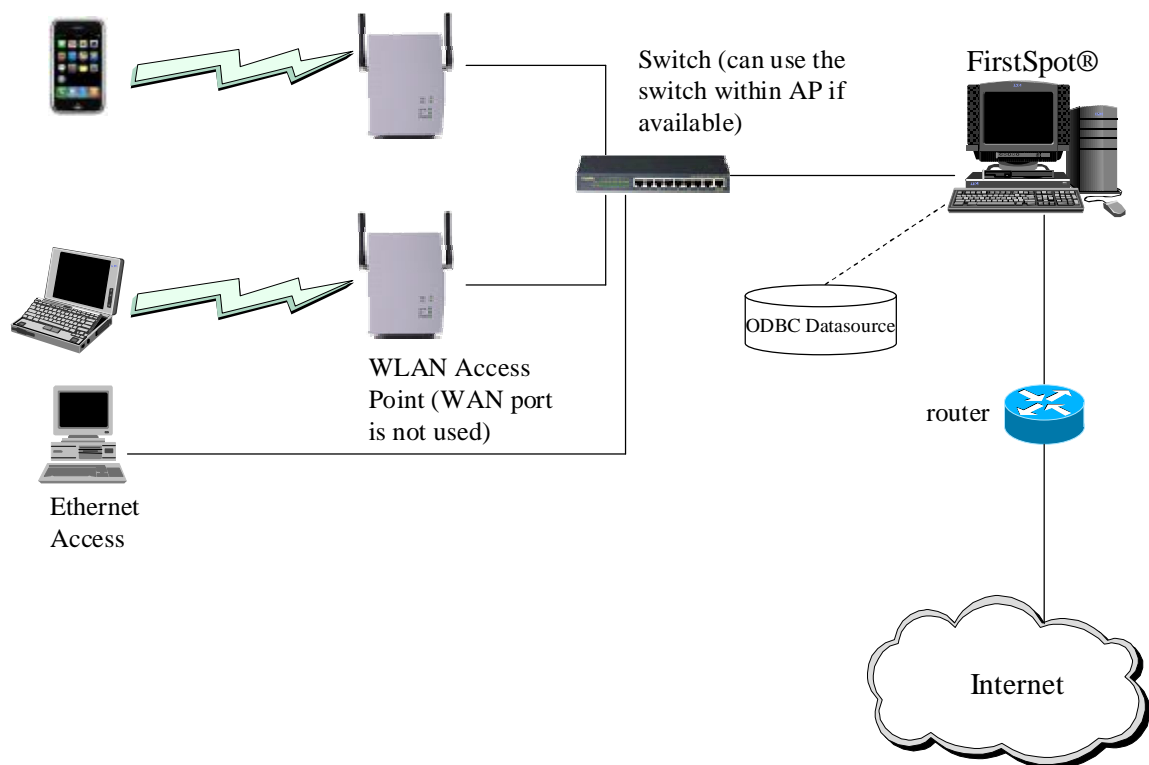 Switch (can use the
switch within AP if
available)
FirstSpot®
ODBC Datasource
WLAN Access
Point (WAN port
is not used)
router
Ethernet
Access
Internet